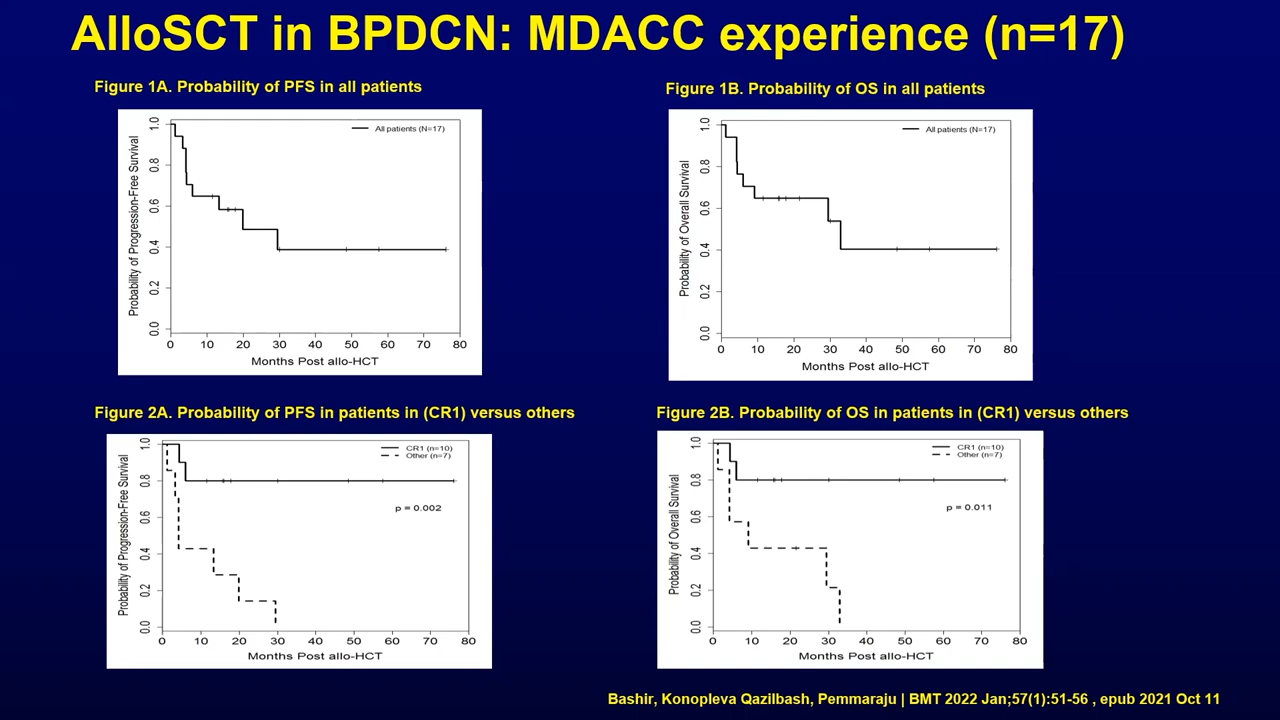 AlloSCT in BPDCN: MDACC experience (n=17)
Figure 1A. Probability of PFS in all patients
Probability of Progression-Free Survival
1.0
0.8
0.6
0.4
0.2
0.0
All patients (N=17)
0 10 20 30 40 50 60 70 80
Months Post allo-HCT
Figure 1B. Probability of OS in all patients
Probability of Overall Survival
1.0
0.8
0.6
0.4
0.2
0.0
All patients (N=17)
0 10 20 30 40 50 60 70 80
Months Post allo-HCT
Figure 2A. Probability of PFS in patients in (CR1) versus others
Probability of Progression-Free Survival
1.0
0.8
0.6
0.4
0.2
0.0
CR1 (n=10)
Other (n=7)
p = 0.002
0 10 20 30 40 50 60 70 80
Months Post allo-HCT
Figure 2B. Probability of OS in patients in (CR1) versus others
Probability of Overall Survival
1.0
0.8
0.6
0.4
0.2
0.0
CR1 (n=10)
Other (n=7)
p = 0.011
0 10 20 30 40 50 60 70 80
Months Post allo-HCT
Bashir, Konopleva Qazilbash, Pemmaraju | BMT 2022 Jan;57(1):51-56 , epub 2021 Oct 11